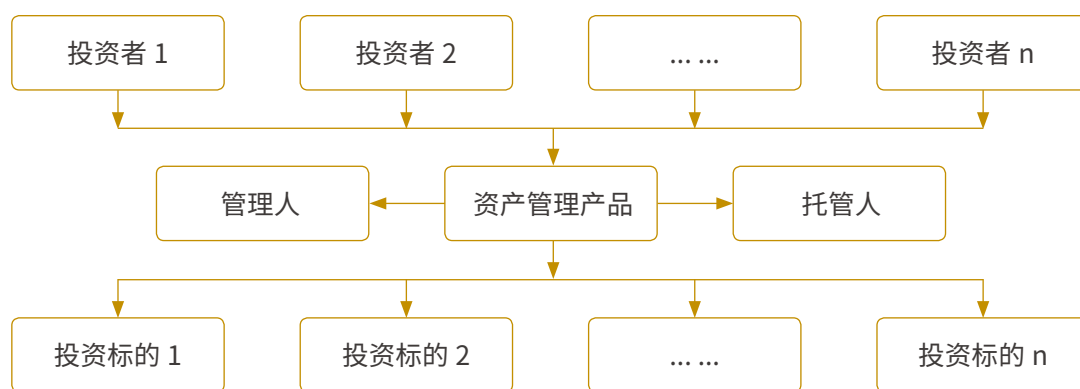 投资者 1
投资者 2
... ...
投资者 n
管理人
资产管理产品
托管人
投资标的 1
投资标的 2
... ...
投资标的 n